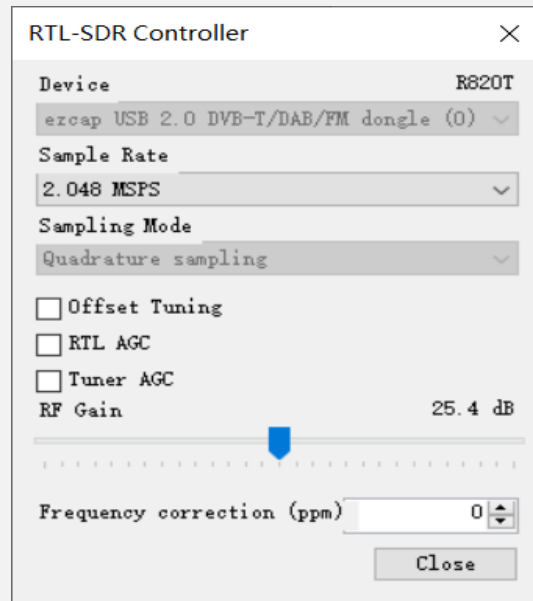 RTL-SDR Controller
Device R820T
ezcap USB 2.0 DVB-T/DAB/FM dongle (0)
Sample Rate
2.048 MSPS
Sampling Mode
Quadrature sampling
Offset Tuning
RTL AGC
Tuner AGC
RF Gain 25.4 dB
Frequency correction (ppm) 0
Close